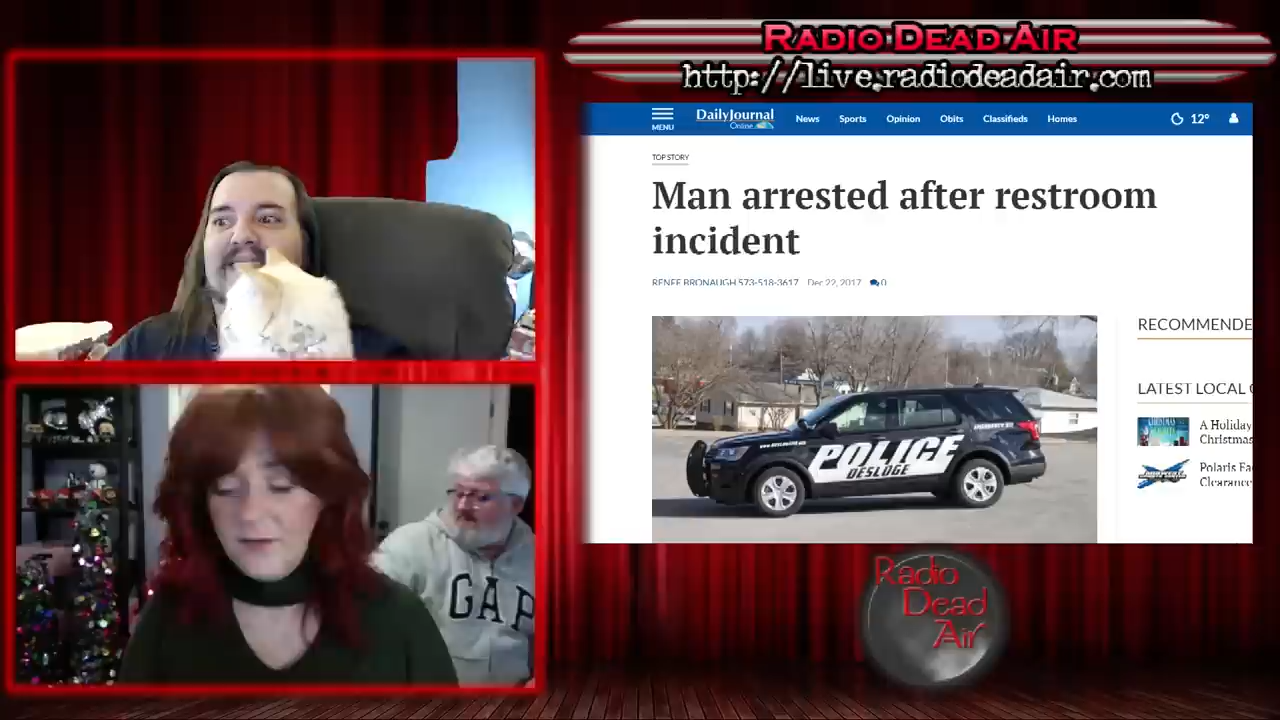 Radio Dead Air
http://live.radiodeadair.com
MENU
DailyJournal
Online
News
Sports
Opinion
Obits
Classifieds
Homes
12°
TOP STORY
Man arrested after restroom
incident
RENEE BRONAUGH 573-518-3617
Dec 22, 2017
0
RECOMMENDE
LATEST LOCAL
A Holiday
Christmas
Polaris Fa
Clearance
POLICE
DESLOGE
GAP
Radio
Dead
Air